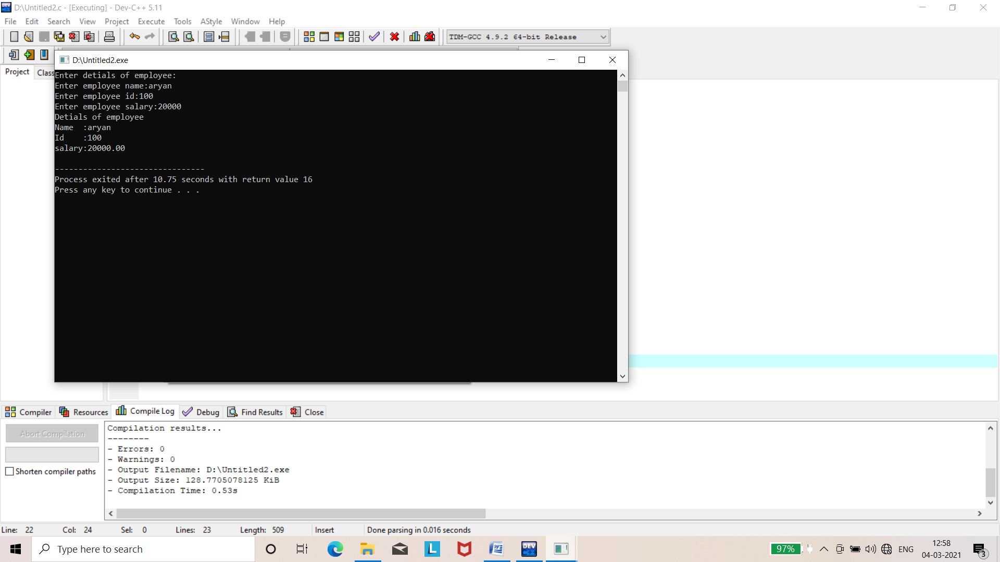 D:\Untitled2.c - [Executing] - Dev-C++ 5.11
File Edit Search View Project Execute Tools AStyle Window Help
TDM-GCC 4.9.2 64-bit Release
D:\Untitled2.exe
Project Class
Enter detials of employee:
Enter employee name:aryan
Enter employee id:100
Enter employee salary:20000
Detials of employee
Name  :aryan
Id    :100
salary:20000.00
--------------------------------
Process exited after 10.75 seconds with return value 16
Press any key to continue . . .
Compiler Resources Compile Log Debug Find Results Close
Abort Compilation
Shorten compiler paths
Compilation results...
--------
- Errors: 0
- Warnings: 0
- Output Filename: D:\Untitled2.exe
- Output Size: 128.7705078125 KiB
- Compilation Time: 0.53s
Line: 22 Col: 24 Sel: 0 Lines: 23 Length: 509 Insert Done parsing in 0.016 seconds
Type here to search
L
W
DEV C++
97%
ENG
12:58
04-03-2021
3